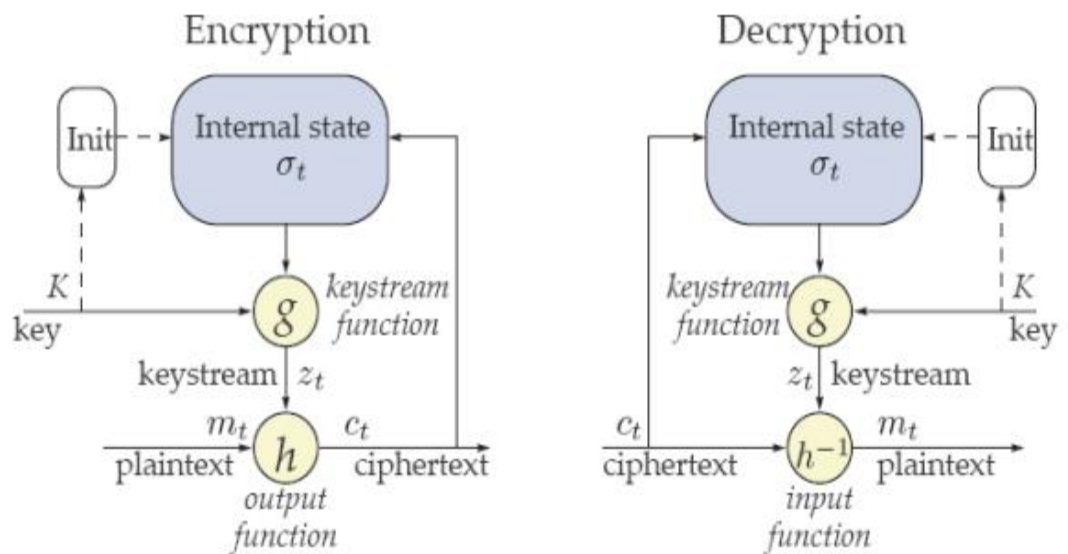 Encryption
Init
Internal state
σt
K
key
g
keystream
function
keystream zt
mt
plaintext
h
ct
ciphertext
output
function
Decryption
Internal state
σt
Init
keystream
function
g
K
key
zt keystream
ct
ciphertext
h−1
mt
plaintext
input
function